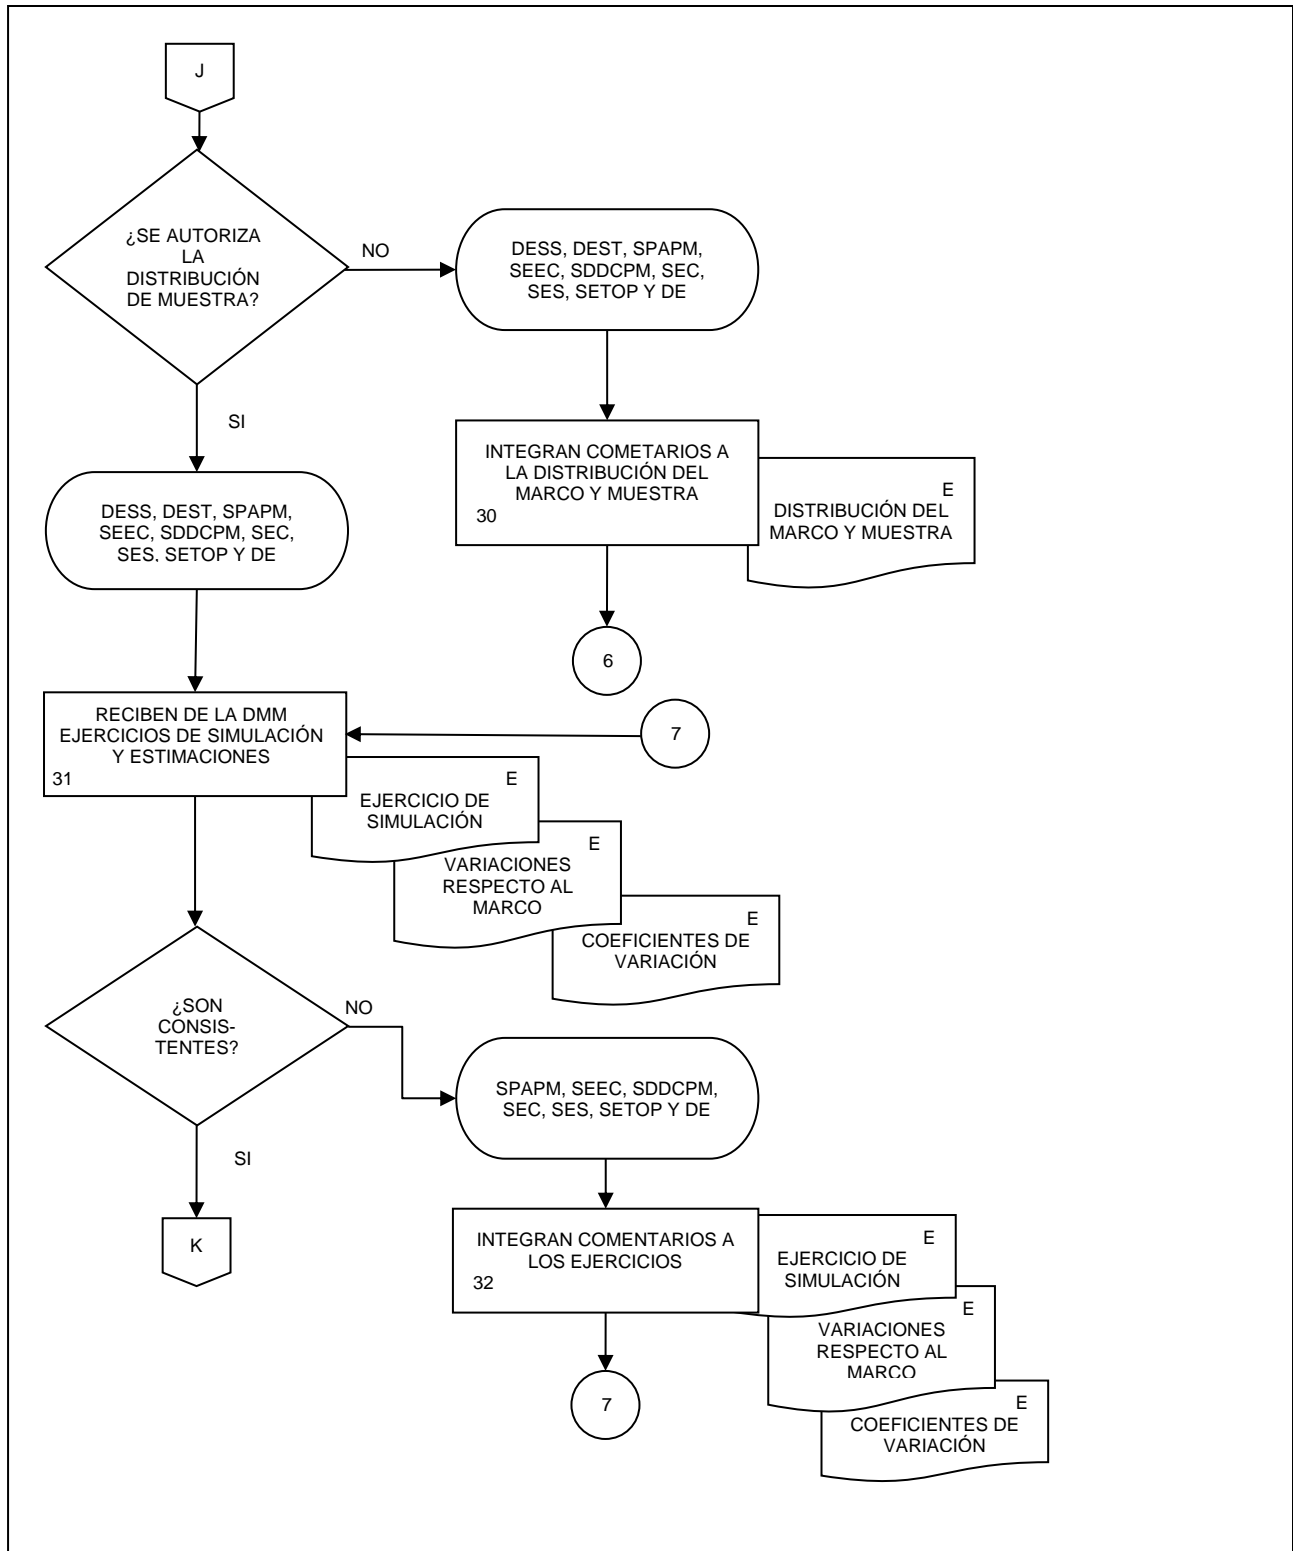 J
¿SE AUTORIZA
LA
DISTRIBUCIÓN
DE MUESTRA?
NO
DESS, DEST, SPAPM,
SEEC, SDDCPM, SEC,
SES, SETOP Y DE
SI
INTEGRAN COMETARIOS A
LA DISTRIBUCIÓN DEL
MARCO Y MUESTRA
30
E
DISTRIBUCIÓN DEL
MARCO Y MUESTRA
DESS, DEST, SPAPM,
SEEC, SDDCPM, SEC,
SES, SETOP Y DE
6
RECIBEN DE LA DMM
EJERCICIOS DE SIMULACIÓN
Y ESTIMACIONES
31
7
E
EJERCICIO DE
SIMULACIÓN
E
VARIACIONES
RESPECTO AL
MARCO
E
COEFICIENTES DE
VARIACIÓN
¿SON
CONSIS-
TENTES?
NO
SPAPM, SEEC, SDDCPM,
SEC, SES, SETOP Y DE
SI
K
INTEGRAN COMENTARIOS A
LOS EJERCICIOS
32
E
EJERCICIO DE
SIMULACIÓN
E
VARIACIONES
RESPECTO AL
MARCO
E
COEFICIENTES DE
VARIACIÓN
7